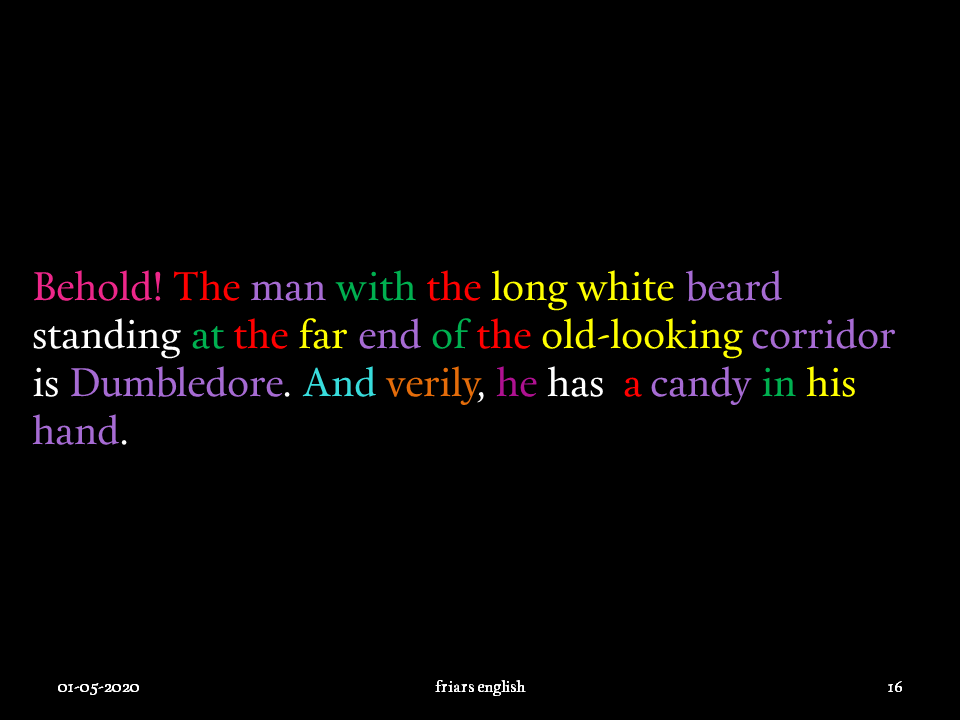 Behold! The man with the long white beard
standing at the far end of the old-looking corridor
is Dumbledore. And verily, he has  a candy in his
hand.
01-05-2020 friars english 16